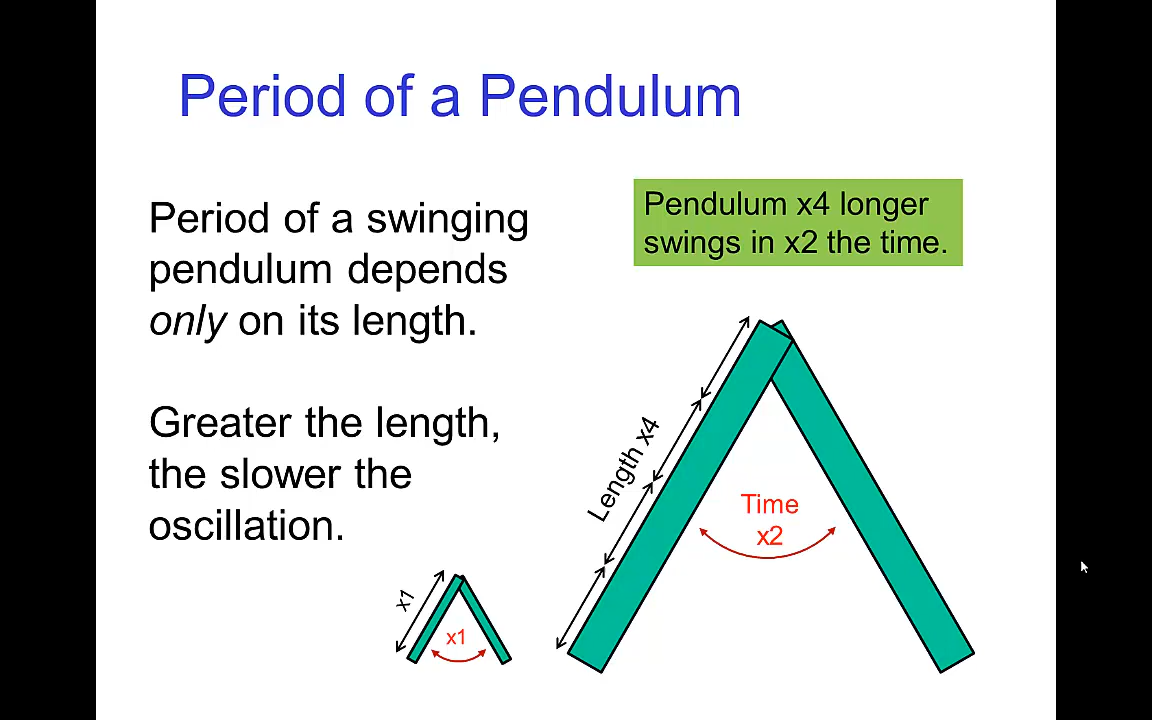 Period of a Pendulum
Period of a swinging
pendulum depends
only on its length.
Greater the length,
the slower the
oscillation.
Pendulum x4 longer
swings in x2 the time.
Length x4
Time
x2
x1
x1